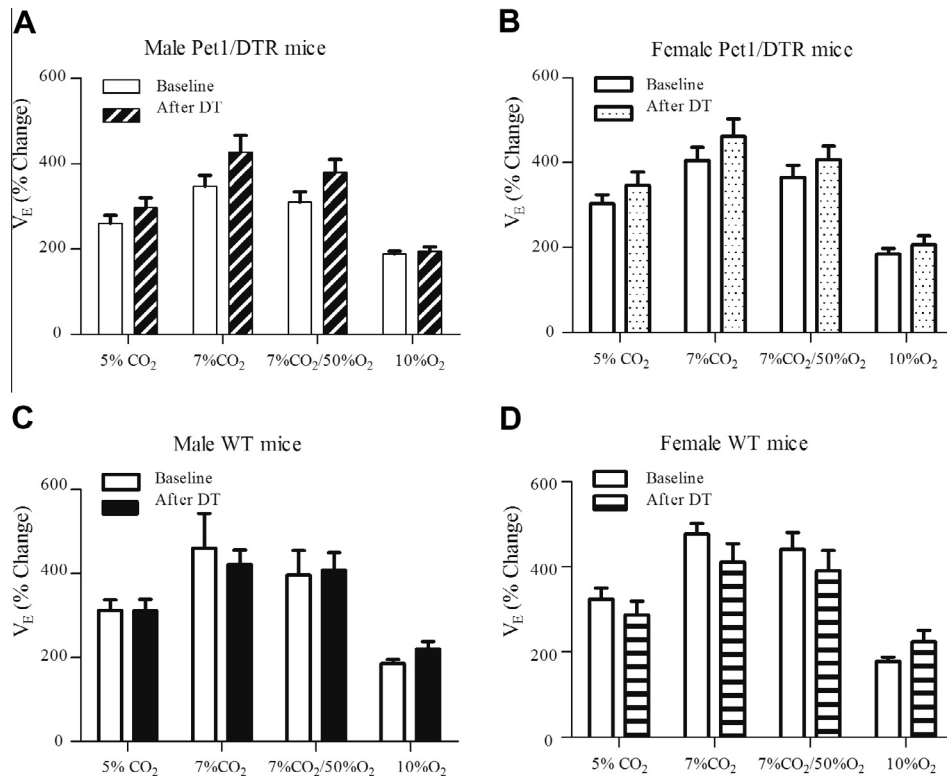 A
Male Pet1/DTR mice
Baseline
After DT
V_E (% Change)
600
400
200
0
5% CO₂ 7%CO₂ 7%CO₂/50%O₂ 10%O₂
B
Female Pet1/DTR mice
Baseline
After DT
V_E (% Change)
600
400
200
0
5% CO₂ 7%CO₂ 7%CO₂/50%O₂ 10%O₂
C
Male WT mice
Baseline
After DT
V_E (% Change)
600
400
200
0
5% CO₂ 7%CO₂ 7%CO₂/50%O₂ 10%O₂
D
Female WT mice
Baseline
After DT
V_E (% Change)
600
400
200
0
5% CO₂ 7%CO₂ 7%CO₂/50%O₂ 10%O₂